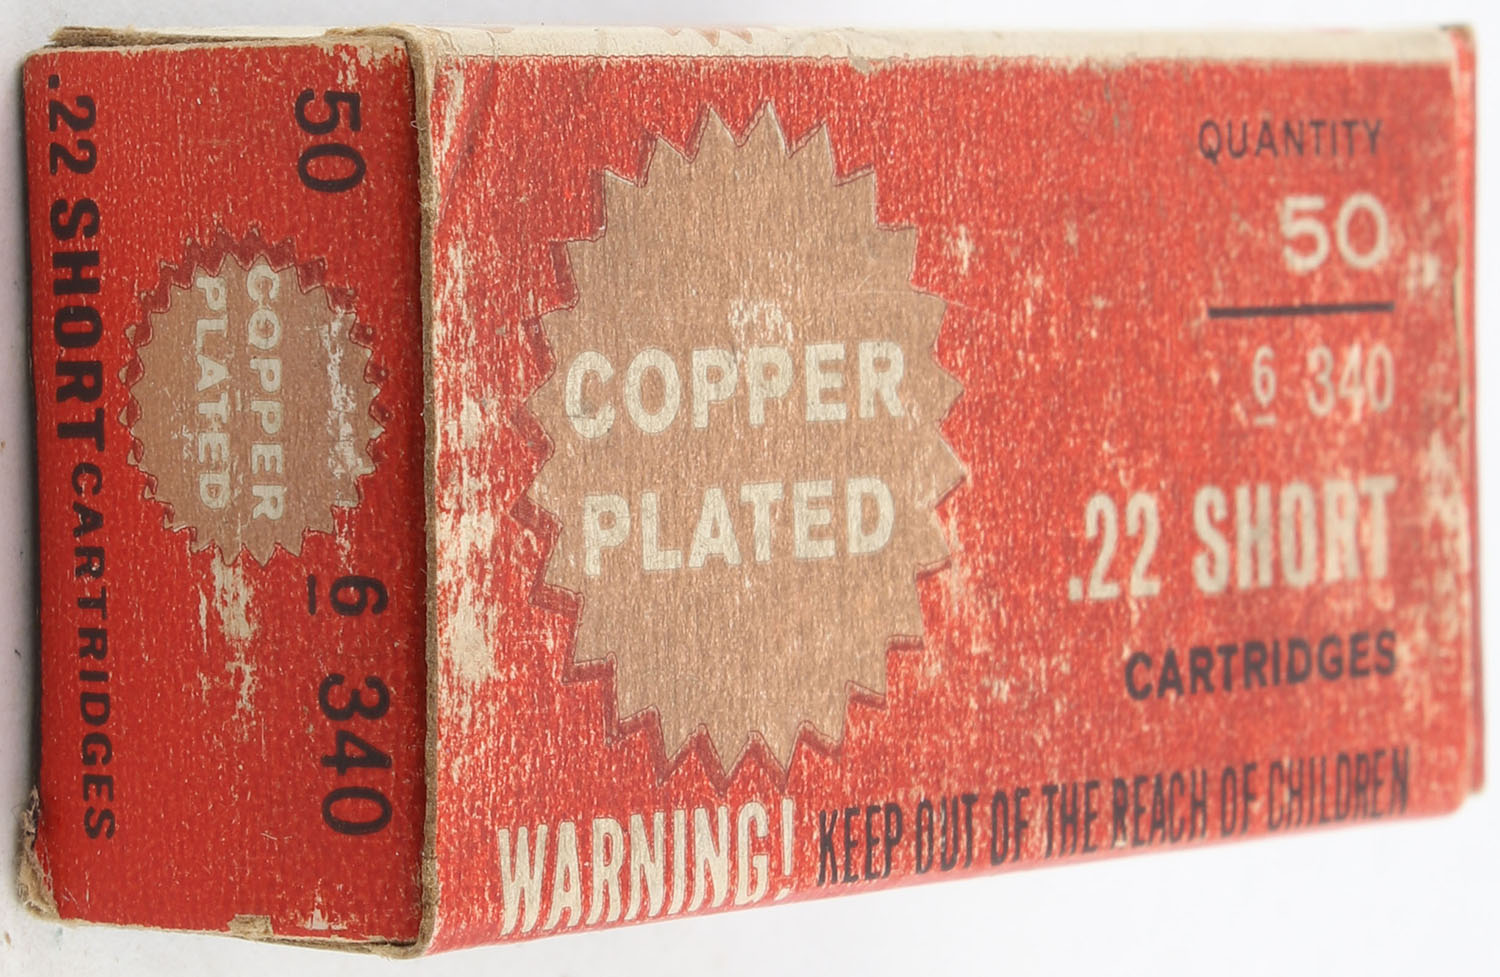 50
COPPER
PLATED
6 340
.22 SHORT CARTRIDGES
COPPER
PLATED
QUANTITY
50
6 340
.22 SHORT
CARTRIDGES
WARNING! KEEP OUT OF THE REACH OF CHILDREN